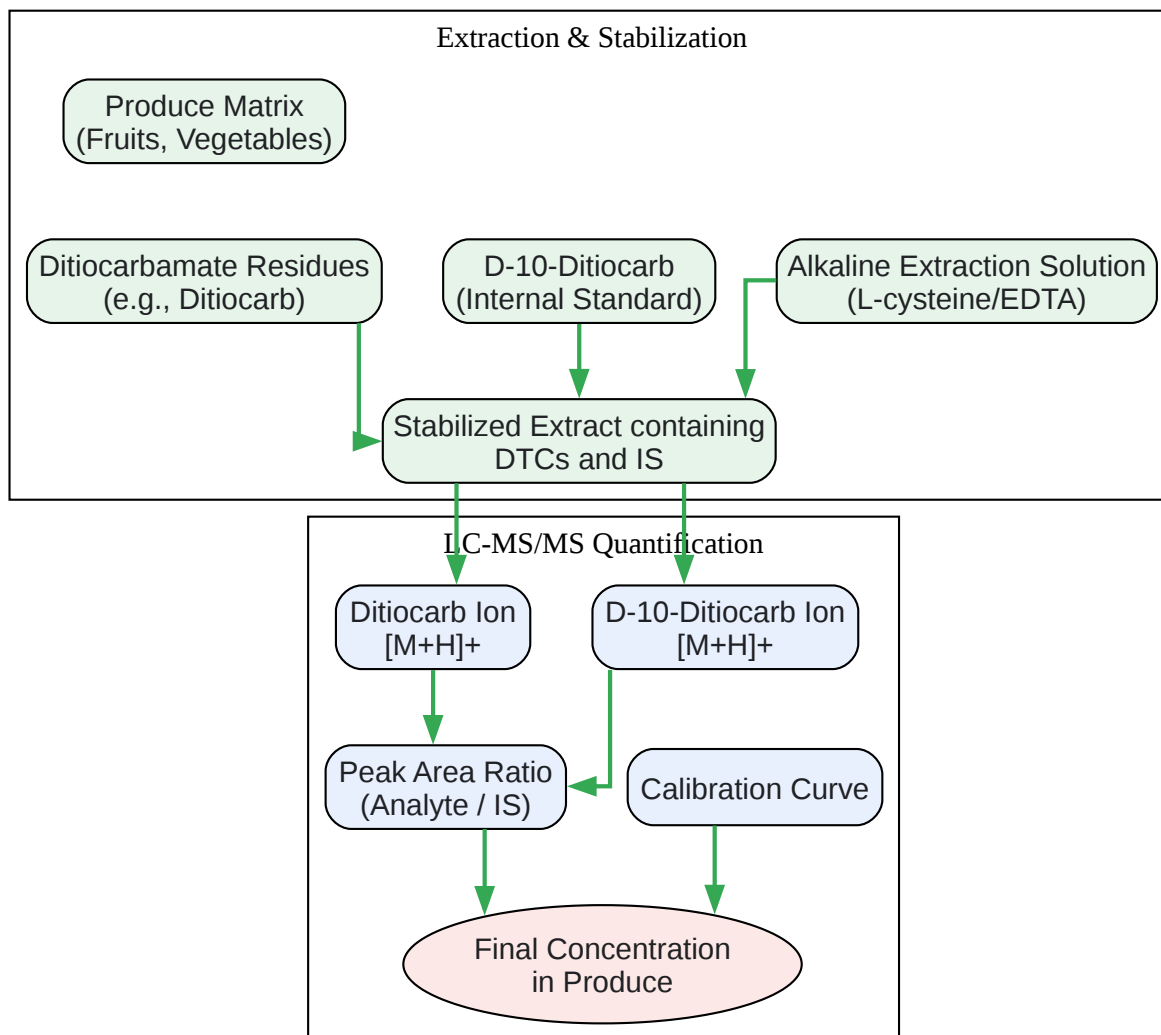 Extraction & Stabilization
Produce Matrix
(Fruits, Vegetables)
Ditiocarbamate Residues
(e.g., Ditiocarb)
D-10-Ditiocarb
(Internal Standard)
Alkaline Extraction Solution
(L-cysteine/EDTA)
Stabilized Extract containing
DTCs and IS
LC-MS/MS Quantification
Ditiocarb Ion
[M+H]+
D-10-Ditiocarb Ion
[M+H]+
Peak Area Ratio
(Analyte / IS)
Calibration Curve
Final Concentration
in Produce